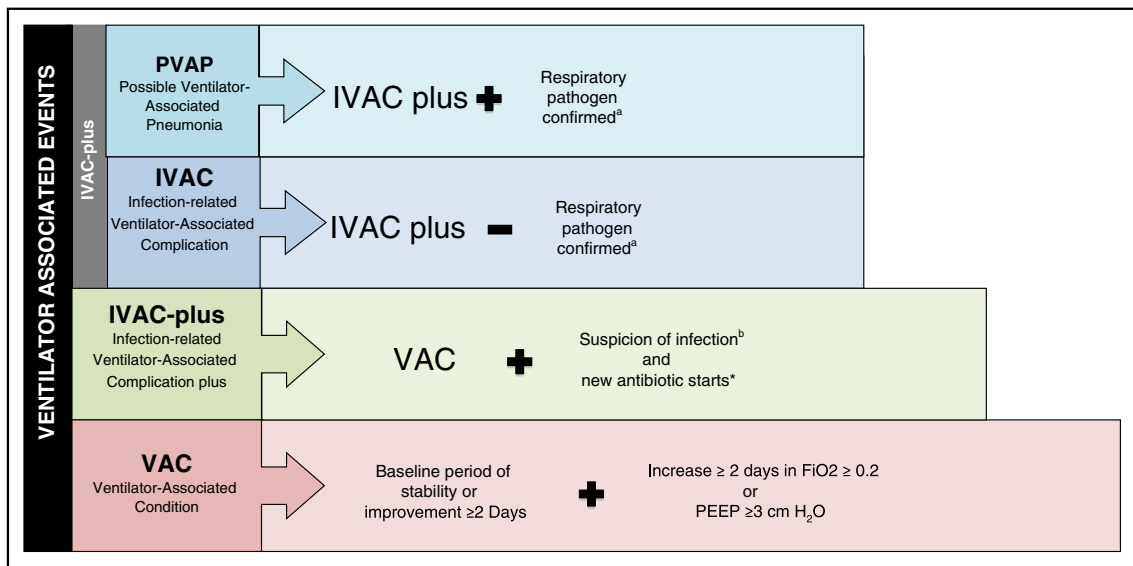 VENTILATOR ASSOCIATED EVENTS
IVAC-plus
PVAP
Possible Ventilator-
Associated
Pneumonia
IVAC plus +
Respiratory
pathogen
confirmedᵃ
IVAC
Infection-related
Ventilator-Associated
Complication
IVAC plus -
Respiratory
pathogen
confirmedᵃ
IVAC-plus
Infection-related
Ventilator-Associated
Complication plus
VAC +
Suspicion of infectionᵇ
and
new antibiotic starts*
VAC
Ventilator-Associated
Condition
Baseline period of
stability or
improvement ≥2 Days
+
Increase ≥ 2 days in FiO2 ≥ 0.2
or
PEEP ≥3 cm H₂O